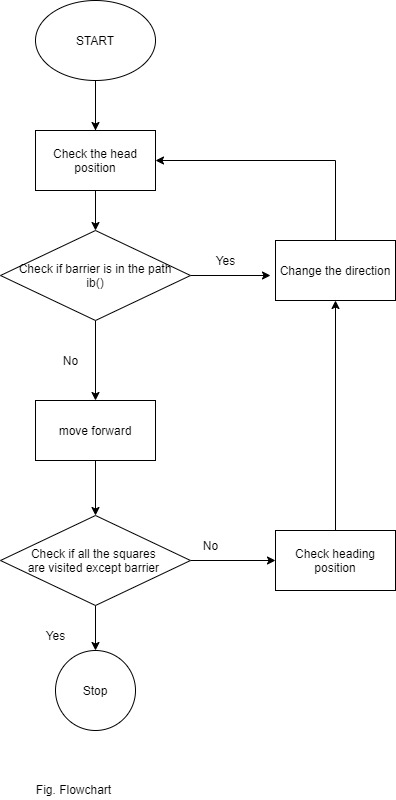 START
Check the head
position
Check if barrier is in the path
ib()
Yes
Change the direction
No
move forward
Check if all the squares
are visited except barrier
No
Check heading
position
Yes
Stop
Fig. Flowchart